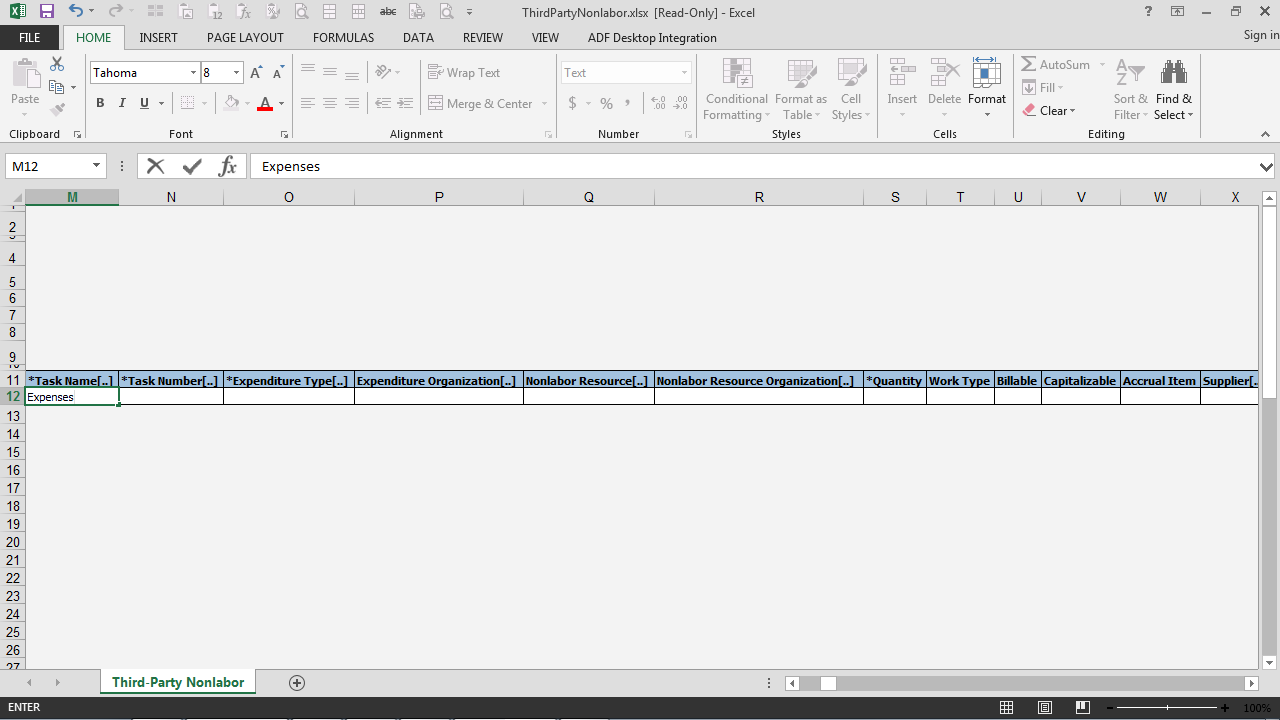 ThirdPartyNonlabor.xlsx [Read-Only] - Excel
FILE HOME INSERT PAGE LAYOUT FORMULAS DATA REVIEW VIEW ADF Desktop Integration Sign in
Tahoma 8 Wrap Text Text AutoSum
Fill
Paste B I U Merge & Center $ % Conditional Formatting Format as Table Cell Styles Insert Delete Format Clear Sort & Filter Find & Select
Clipboard Font Alignment Number Styles Cells Editing
M12 fx Expenses
M N O P Q R S T U V W X
2
4
5
6
7
8
9
11 *Task Name[..] *Task Number[..] *Expenditure Type[..] Expenditure Organization[..] Nonlabor Resource[..] Nonlabor Resource Organization[..] *Quantity Work Type Billable Capitalizable Accrual Item Supplier[..
12 Expenses
13
14
15
16
17
18
19
20
21
22
23
24
25
26
27
Third-Party Nonlabor
ENTER 100%